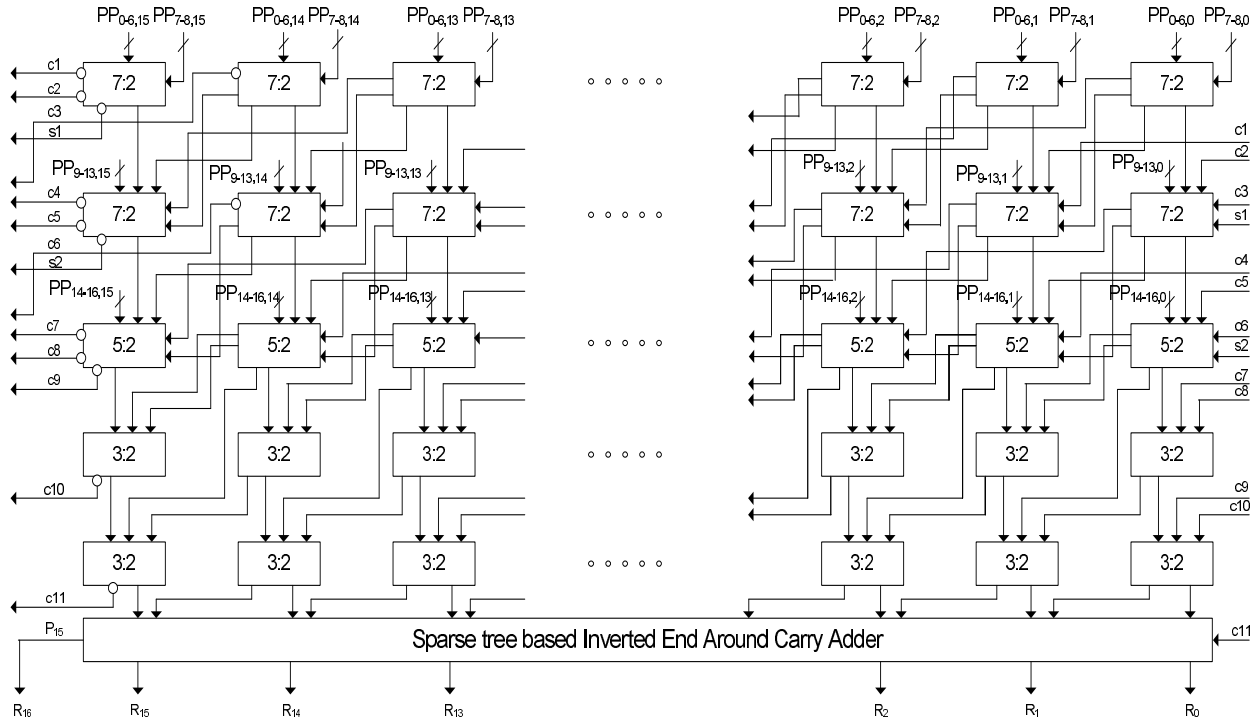 PP0-6,15 PP7-8,15 PP0-6,14 PP7-8,14 PP0-6,13 PP7-8,13 PP0-6,2 PP7-8,2 PP0-6,1 PP7-8,1 PP0-6,0 PP7-8,0
c1
7:2 7:2 7:2 7:2 7:2 7:2
c2
c3
s1
c1
c2
PP9-13,15 PP9-13,14 PP9-13,13 PP9-13,2 PP9-13,1 PP9-13,0
c4
7:2 7:2 7:2 7:2 7:2 7:2
c3
c5
s1
c6
s2
c4
c5
PP14-16,15 PP14-16,14 PP14-16,13 PP14-16,2 PP14-16,1 PP14-16,0
c7
5:2 5:2 5:2 5:2 5:2 5:2
c6
c8
s2
c9
c7
c8
3:2 3:2 3:2 3:2 3:2 3:2
c10
c9
c10
3:2 3:2 3:2 3:2 3:2 3:2
c11
P15
Sparse tree based Inverted End Around Carry Adder
c11
R16 R15 R14 R13 R2 R1 R0